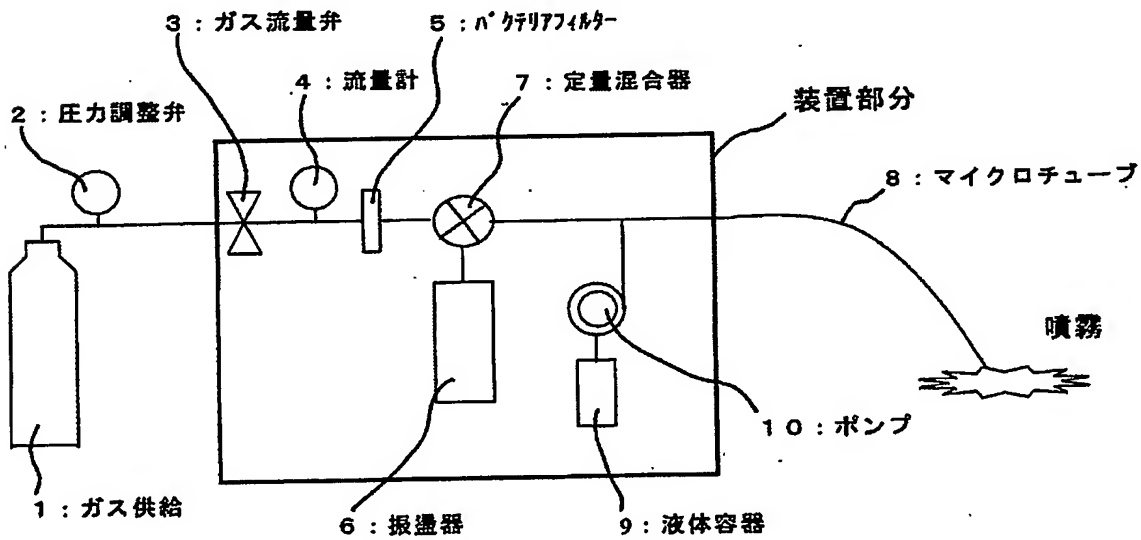 3：ガス流量弁
5：バクテリアフィルター
4：流量計
7：定量混合器
2：圧力調整弁
装置部分
8：マイクロチューブ
噴霧
10：ポンプ
1：ガス供給
6：振盪器
9：液体容器